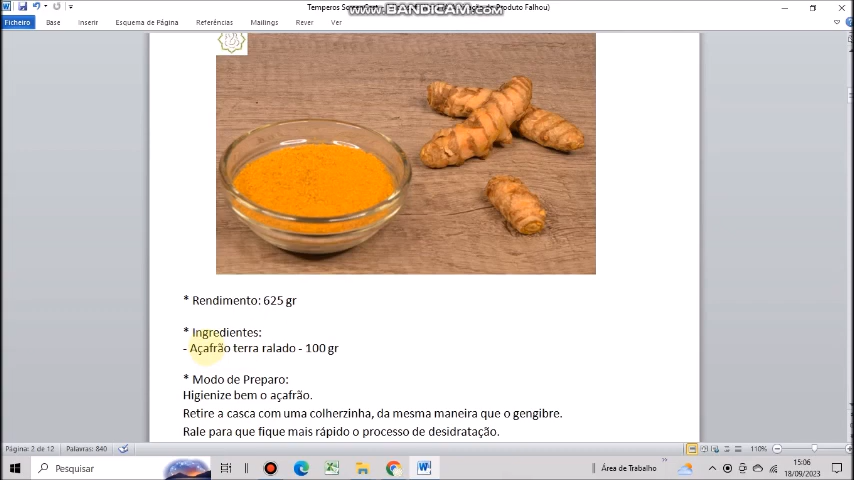 Temperos
www.BANDICAM.com
Produto Falhou)
Ficheiro Base Inserir Esquema de Página Referências Mailings Rever Ver
* Rendimento: 625 gr
* Ingredientes:
- Açafrão terra ralado - 100 gr
* Modo de Preparo:
Higienize bem o açafrão.
Retire a casca com uma colherzinha, da mesma maneira que o gengibre.
Rale para que fique mais rápido o processo de desidratação.
Página: 2 de 12 Palavras: 840 110%
Pesquisar Área de Trabalho 15:06
18/09/2023